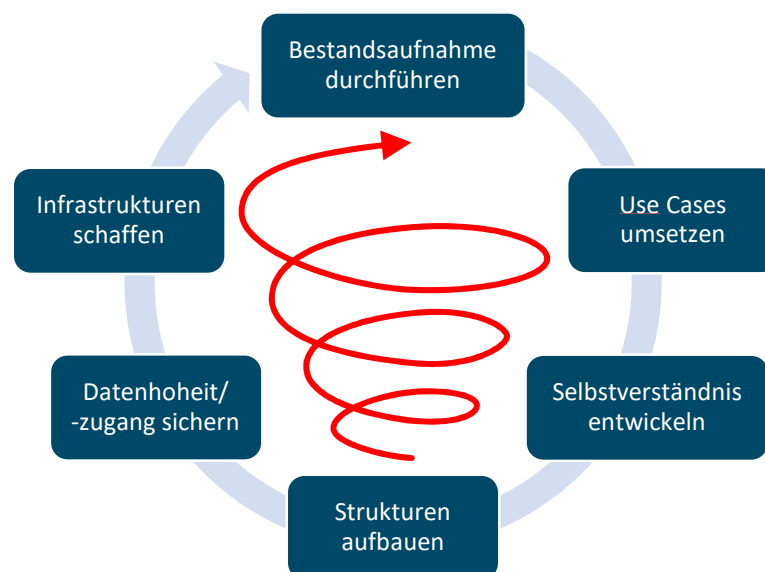 Bestandsaufnahme
durchführen
Use Cases
umsetzen
Selbstverständnis
entwickeln
Strukturen
aufbauen
Datenhoheit/
-zugang sichern
Infrastrukturen
schaffen